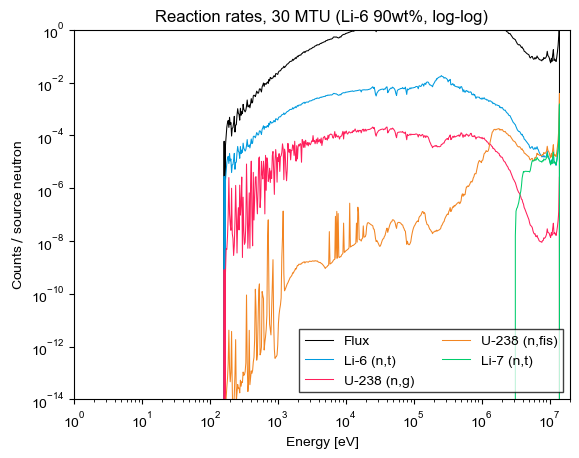 Reaction rates, 30 MTU (Li-6 90wt%, log-log)
Counts / source neutron
10^0
10^-2
10^-4
10^-6
10^-8
10^-10
10^-12
10^-14
Flux
Li-6 (n,t)
U-238 (n,g)
U-238 (n,fis)
Li-7 (n,t)
10^0 10^1 10^2 10^3 10^4 10^5 10^6 10^7
Energy [eV]